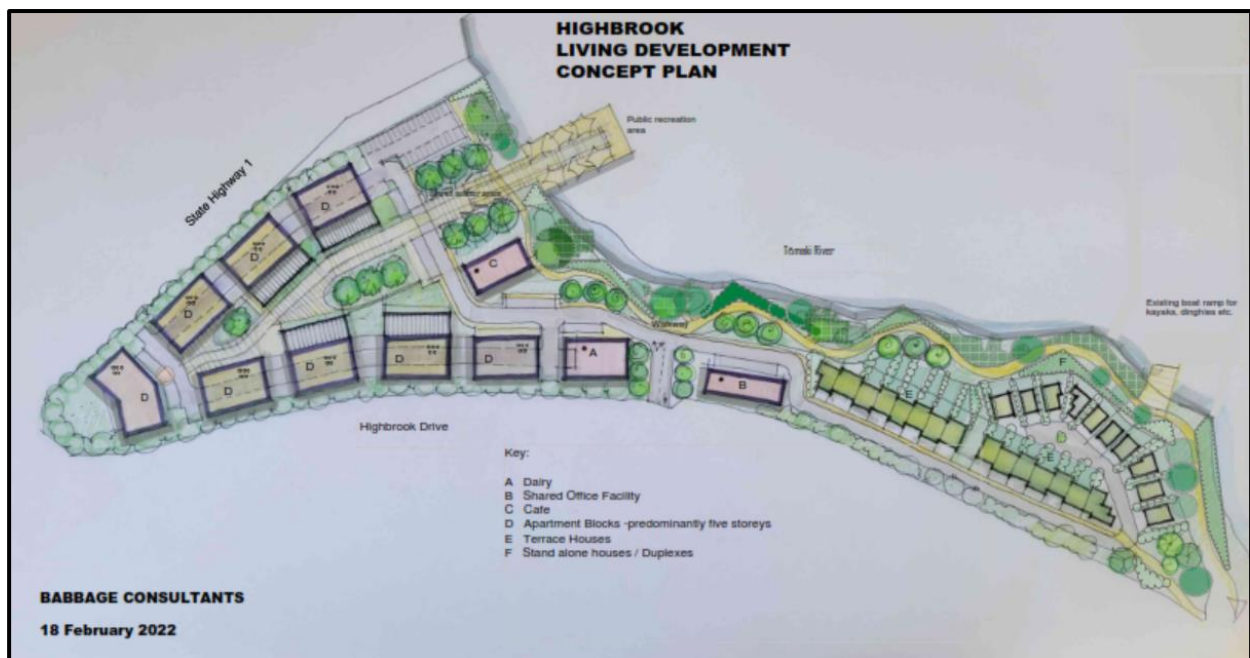 HIGHBROOK
LIVING DEVELOPMENT
CONCEPT PLAN
Public recreation
area
State Highway 1
D
D
D
D
D
D
D
D
C
A
B
Tāmaki River
Walkway
Existing boat ramp for
kayaks, dinghies etc.
F
E
E
Highbrook Drive
Key:
A Dairy
B Shared Office Facility
C Cafe
D Apartment Blocks -predominantly five storeys
E Terrace Houses
F Stand alone houses / Duplexes
BABBAGE CONSULTANTS
18 February 2022